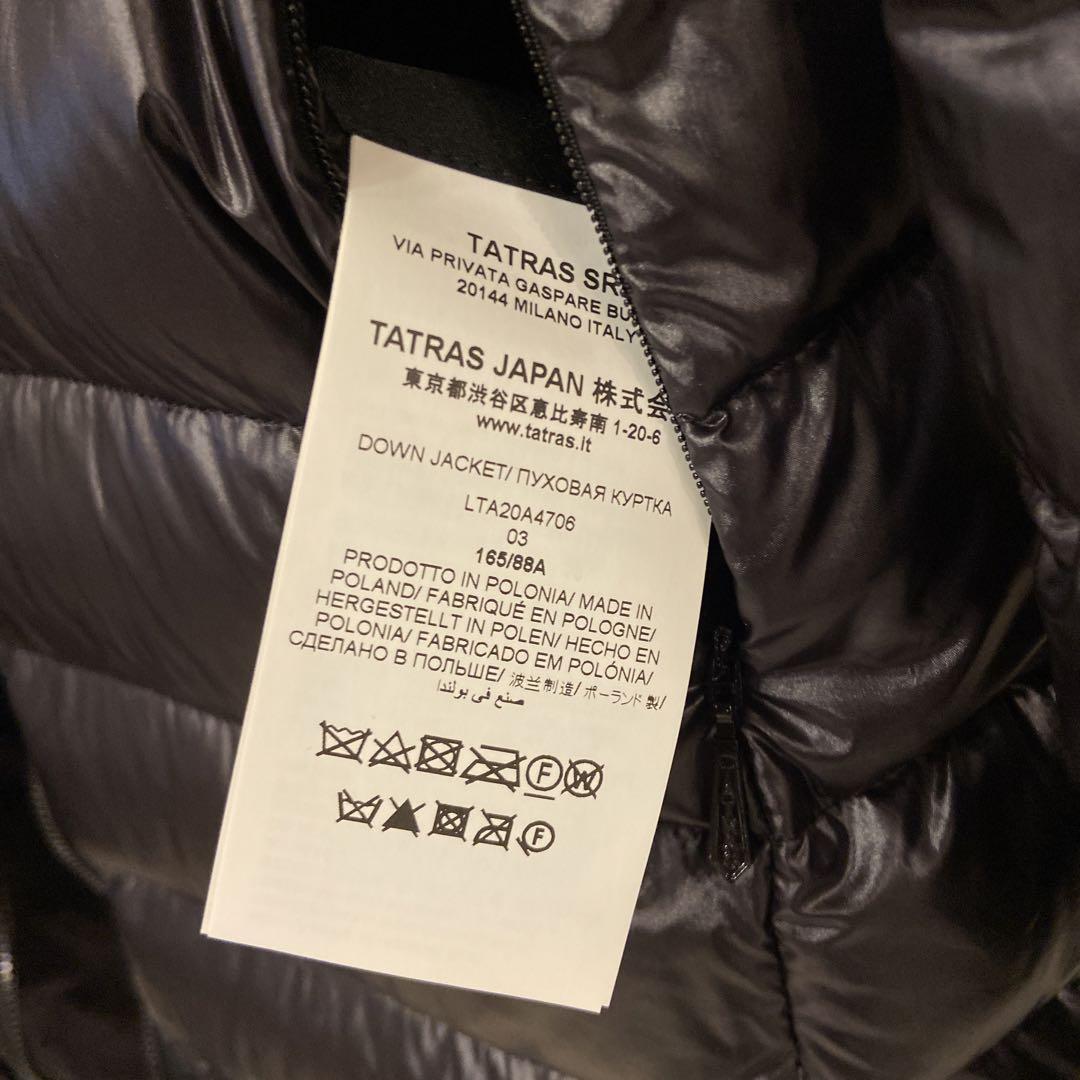 TATRAS SR
VIA PRIVATA GASPARE BU
20144 MILANO ITALY
TATRAS JAPAN 株式会
東京都渋谷区恵比寿南 1-20-6
www.tatras.it
DOWN JACKET/ ПУХОВАЯ КУРТКА
LTA20A4706
03
165/88A
PRODOTTO IN POLONIA/ MADE IN
POLAND/ FABRIQUÉ EN POLOGNE/
HERGESTELLT IN POLEN/ HECHO EN
POLONIA/ FABRICADO EM POLÓNIA/
СДЕЛАНО В ПОЛЬШЕ/ 波兰制造/ ポーランド 製/
صنع في بولندا
F W
F